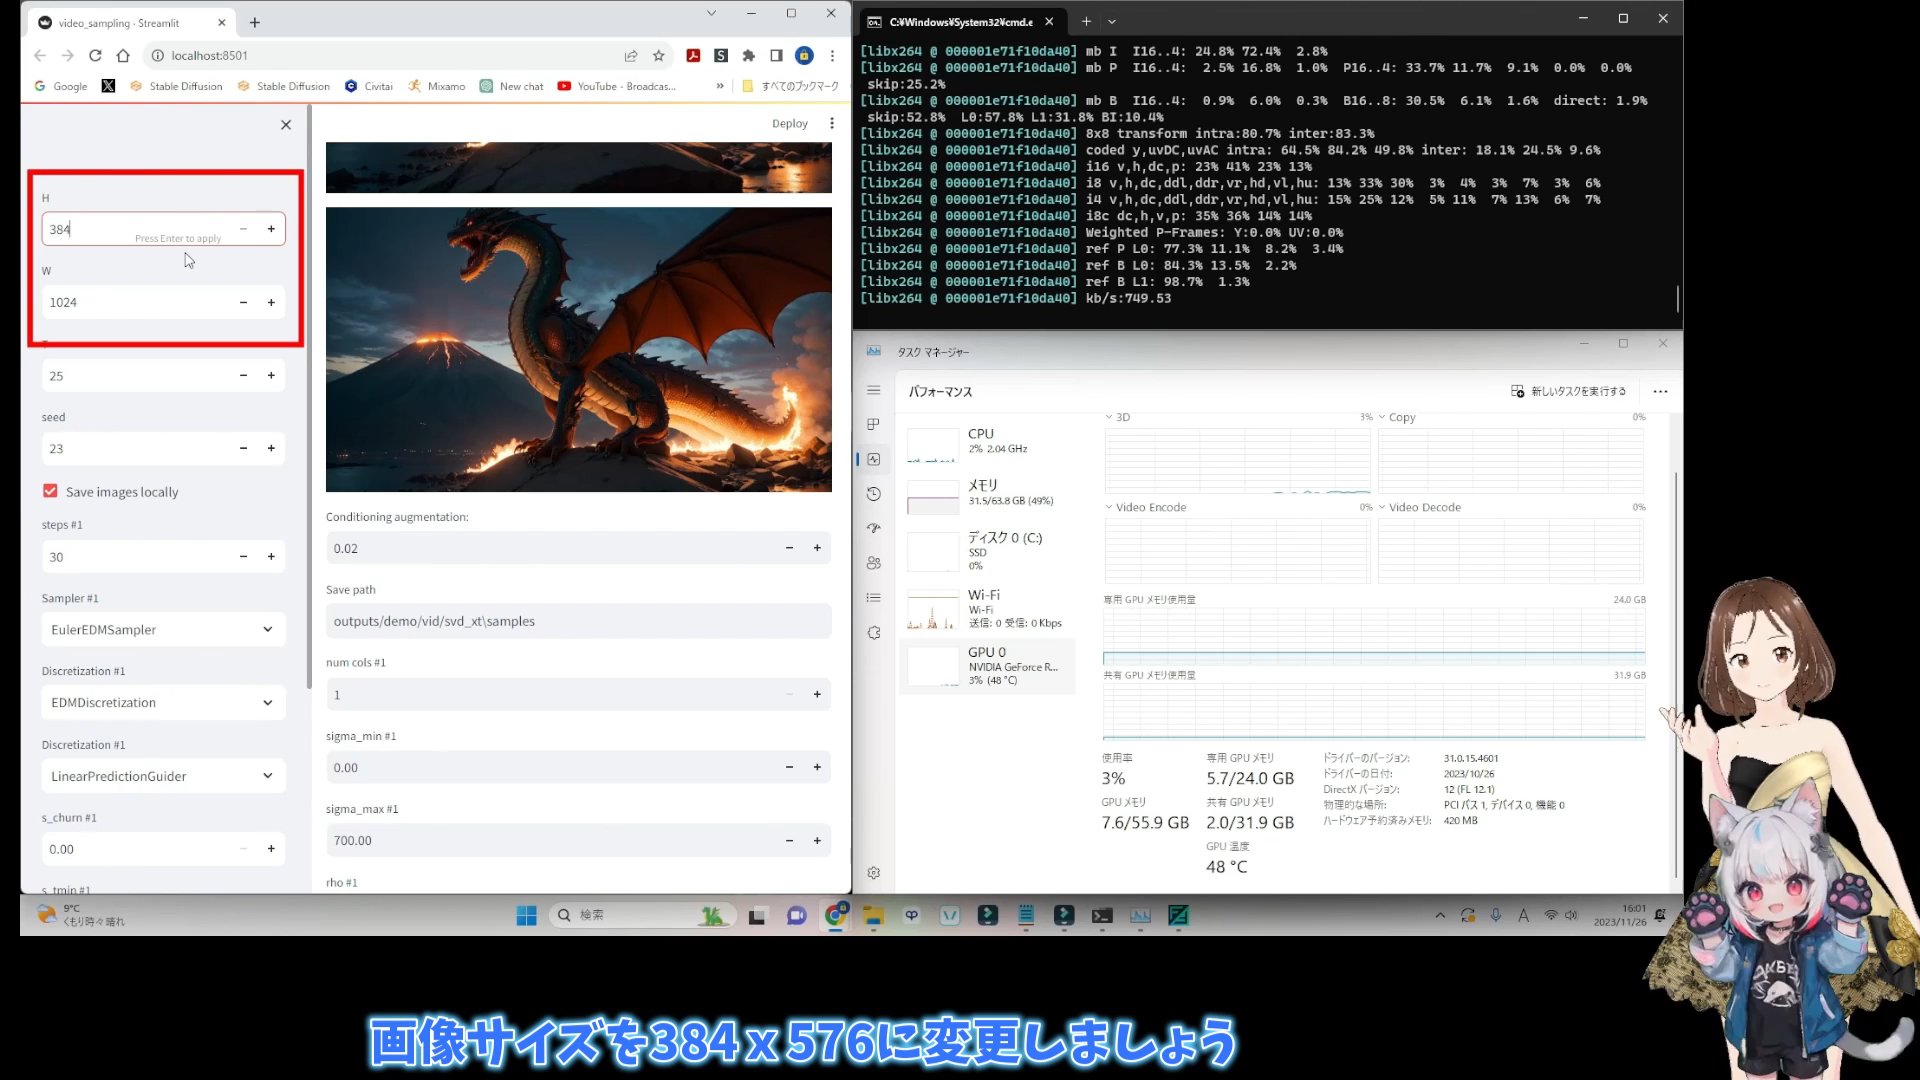 video_sampling · Streamlit
localhost:8501
Google
Stable Diffusion
Stable Diffusion
Civitai
Mixamo
New chat
YouTube - Broadcas...
»
すべてのブックマーク
Deploy
H
384
Press Enter to apply
W
1024
25
seed
23
Save images locally
steps #1
30
Sampler #1
EulerEDMSampler
Discretization #1
EDMDiscretization
Discretization #1
LinearPredictionGuider
s_churn #1
0.00
s_tmin #1
Conditioning augmentation:
0.02
Save path
outputs/demo/vid/svd_xt\samples
num cols #1
1
sigma_min #1
0.00
sigma_max #1
700.00
rho #1
C:¥Windows¥System32¥cmd.e
[libx264 @ 000001e71f10da40] mb I  I16..4: 24.8% 72.4%  2.8%
[libx264 @ 000001e71f10da40] mb P  I16..4:  2.5% 16.8%  1.0%  P16..4: 33.7% 11.7%  9.1%  0.0%  0.0%
skip:25.2%
[libx264 @ 000001e71f10da40] mb B  I16..4:  0.9%  6.0%  0.3%  B16..8: 30.5%  6.1%  1.6%  direct: 1.9%
skip:52.8%  L0:57.8% L1:31.8% BI:10.4%
[libx264 @ 000001e71f10da40] 8x8 transform intra:80.7% inter:83.3%
[libx264 @ 000001e71f10da40] coded y,uvDC,uvAC intra: 64.5% 84.2% 49.8% inter: 18.1% 24.5% 9.6%
[libx264 @ 000001e71f10da40] i16 v,h,dc,p: 23% 41% 23% 13%
[libx264 @ 000001e71f10da40] i8 v,h,dc,ddl,ddr,vr,hd,vl,hu: 13% 33% 30%  3%  4%  3%  7%  3%  6%
[libx264 @ 000001e71f10da40] i4 v,h,dc,ddl,ddr,vr,hd,vl,hu: 15% 25% 12%  5% 11%  7% 13%  6%  7%
[libx264 @ 000001e71f10da40] i8c dc,h,v,p: 35% 36% 14% 14%
[libx264 @ 000001e71f10da40] Weighted P-Frames: Y:0.0% UV:0.0%
[libx264 @ 000001e71f10da40] ref P L0: 77.3% 11.1%  8.2%  3.4%
[libx264 @ 000001e71f10da40] ref B L0: 84.3% 13.5%  2.2%
[libx264 @ 000001e71f10da40] ref B L1: 98.7%  1.3%
[libx264 @ 000001e71f10da40] kb/s:749.53
タスク マネージャー
パフォーマンス
新しいタスクを実行する
CPU
2% 2.04 GHz
メモリ
31.5/63.8 GB (49%)
ディスク 0 (C:)
SSD
0%
Wi-Fi
Wi-Fi
送信: 0 受信: 0 Kbps
GPU 0
NVIDIA GeForce R...
3% (48 °C)
3D 3%
Copy 0%
Video Encode 0%
Video Decode 0%
専用 GPU メモリ使用量 24.0 GB
共有 GPU メモリ使用量 31.9 GB
使用率
3%
専用 GPU メモリ
5.7/24.0 GB
GPU メモリ
7.6/55.9 GB
共有 GPU メモリ
2.0/31.9 GB
GPU 温度
48 °C
ドライバーのバージョン: 31.0.15.4601
ドライバーの日付: 2023/10/26
DirectX バージョン: 12 (FL 12.1)
物理的な場所: PCI バス 1, デバイス 0, 機能 0
ハードウェア予約済みメモリ: 420 MB
9°C
くもり時々晴れ
検索
A
16:01
2023/11/26
画像サイズを384 x 576に変更しましょう